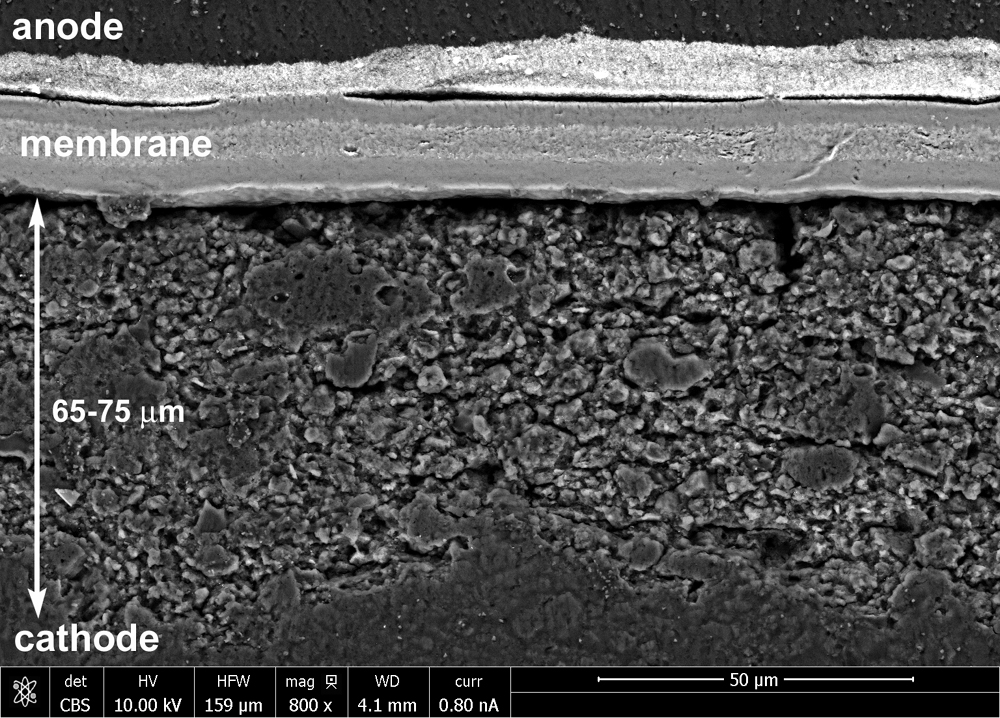 anode
membrane
65-75 μm
cathode
det HV HFW mag WD curr
CBS 10.00 kV 159 μm 800 x 4.1 mm 0.80 nA
50 μm